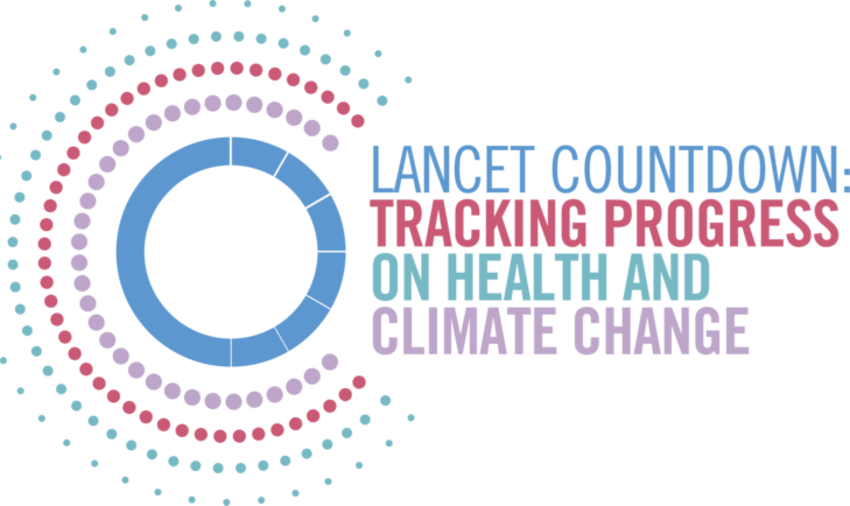 LANCET COUNTDOWN:
TRACKING PROGRESS
ON HEALTH AND
CLIMATE CHANGE